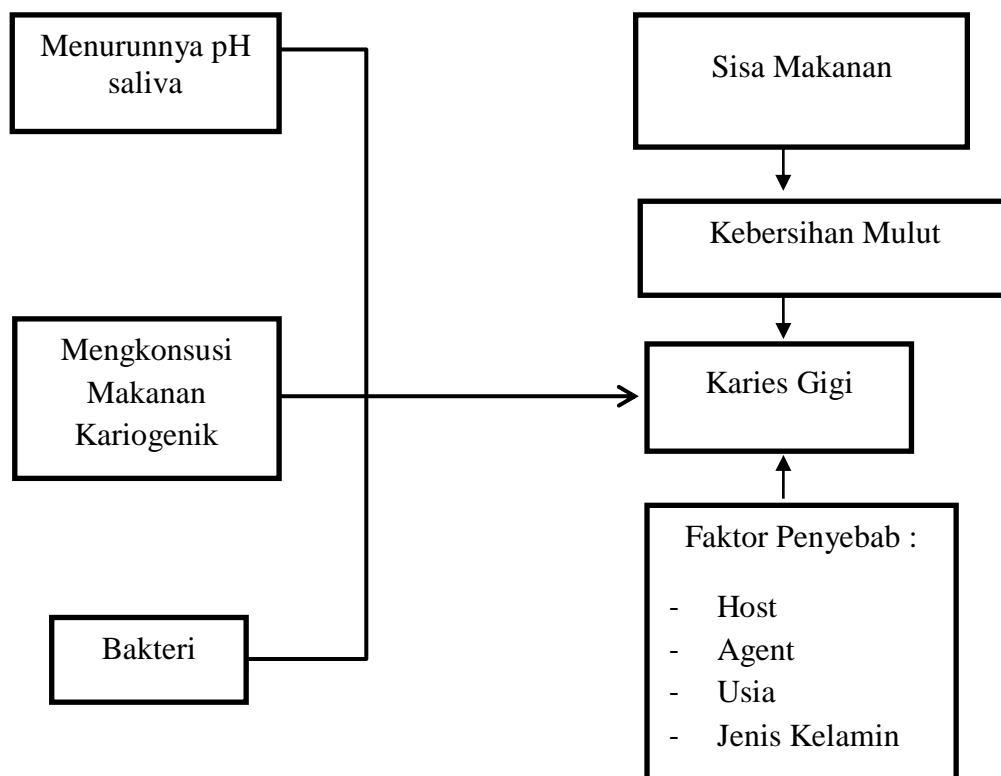 Menurunnya pH
saliva
Sisa Makanan
Kebersihan Mulut
Mengkonsusi
Makanan
Kariogenik
Karies Gigi
Faktor Penyebab :
- Host
- Agent
- Usia
- Jenis Kelamin
Bakteri